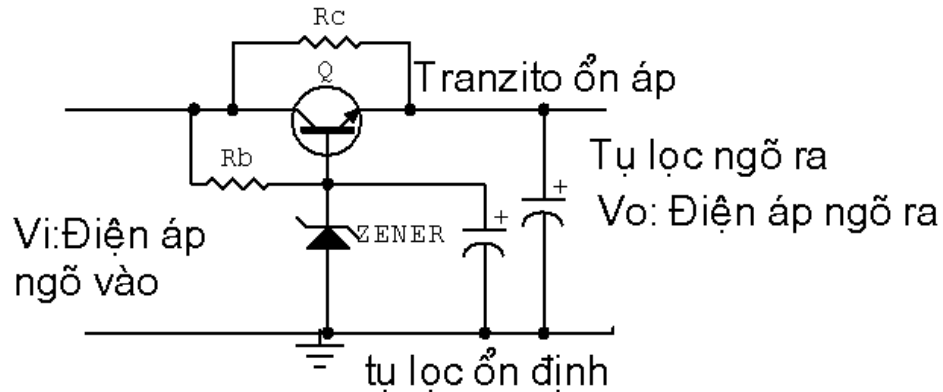 Rc
Q
Tranzito ổn áp
Rb
Tụ lọc ngõ ra
+
Vo: Điện áp ngõ ra
Vi:Điện áp
ngõ vào
ZENER
+
tụ lọc ổn định